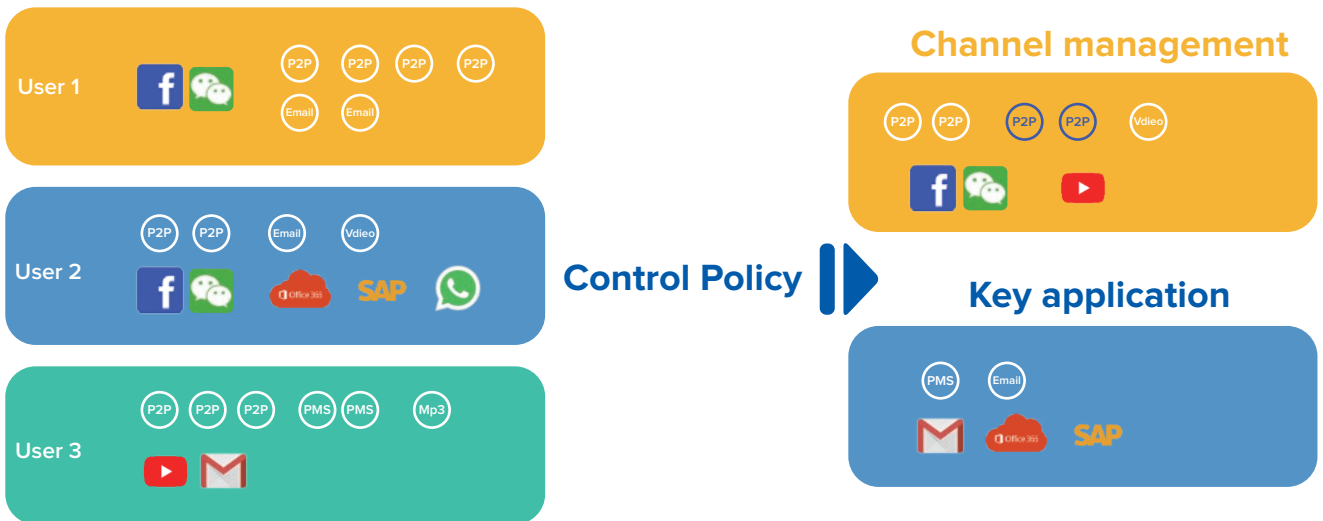 User 1
f
P2P P2P P2P P2P
Email Email
User 2
P2P P2P Email Vdieo
f Office 365 SAP
User 3
P2P P2P P2P PMS PMS Mp3
Control Policy
Channel management
P2P P2P P2P P2P Vdieo
f
Key application
PMS Email
Office 365 SAP